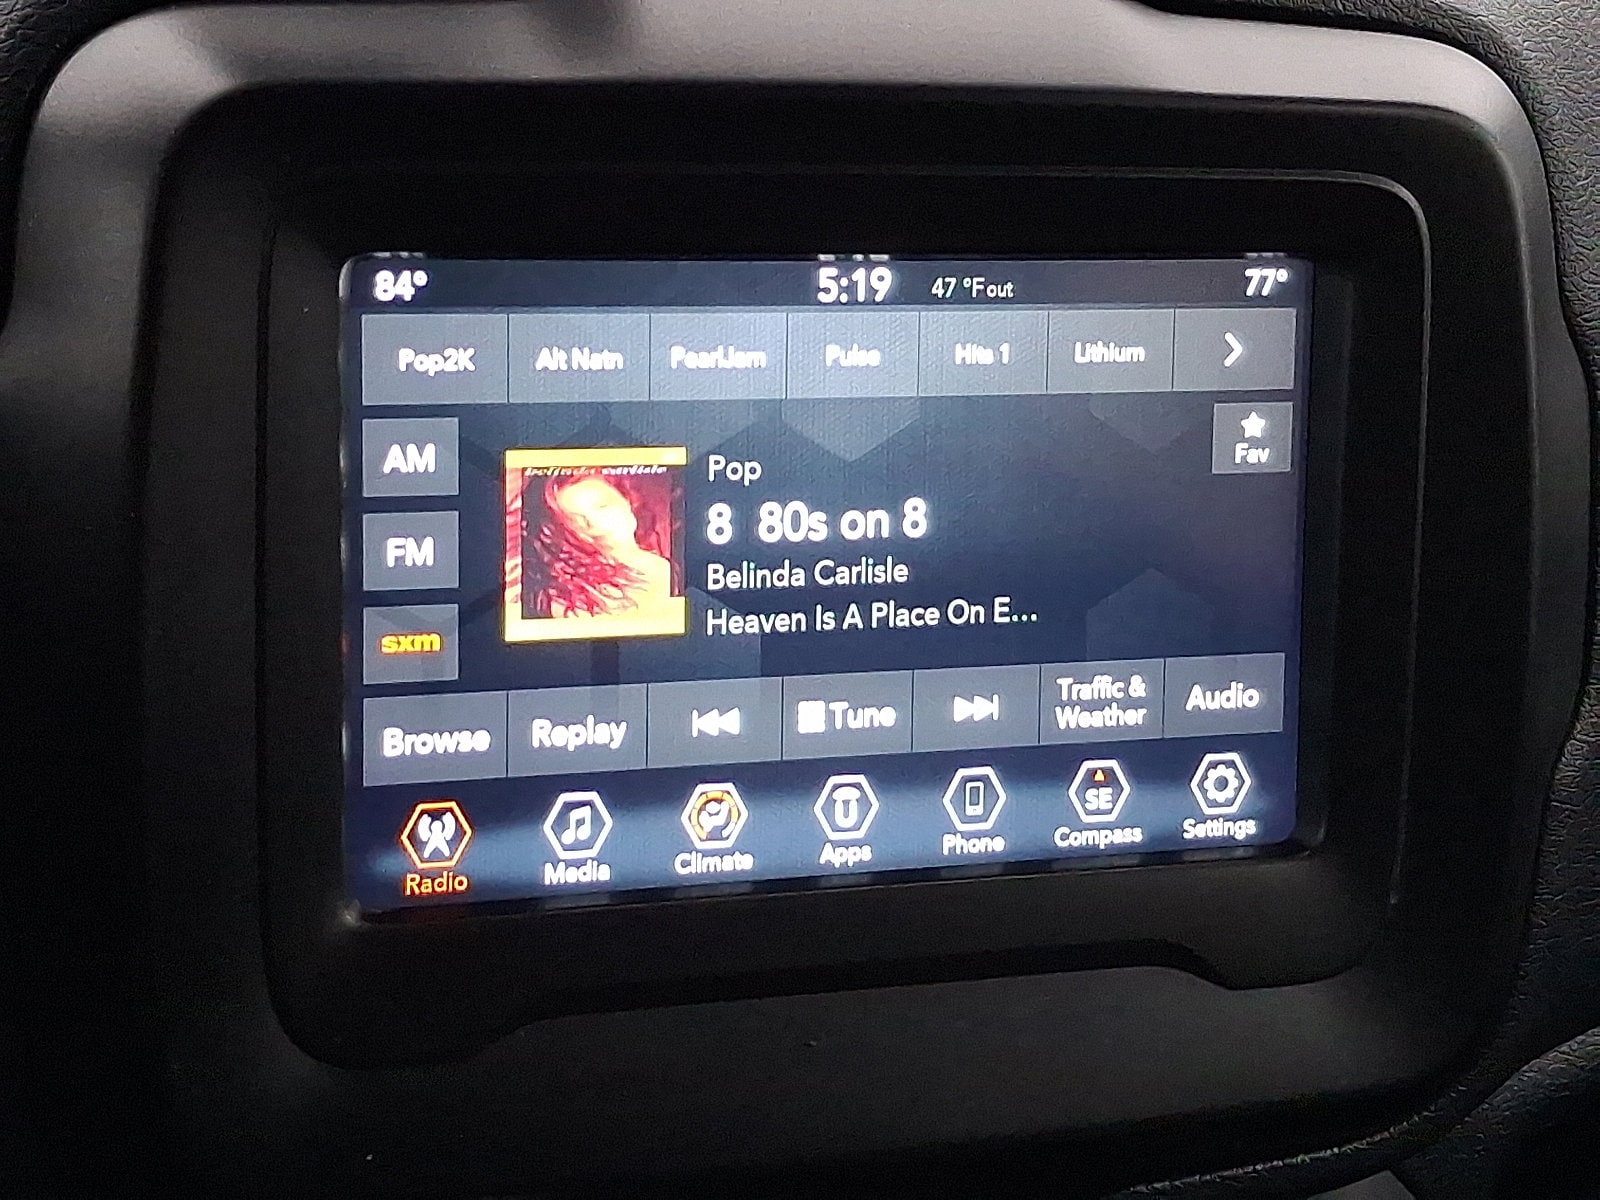 84° 5:19 47 °F out 77°
Pop2K Alt Natn PearlJam Pulse Hits 1 Lithium
AM
Fav
belinda carlisle
Pop
8 80s on 8
FM
Belinda Carlisle
Heaven Is A Place On E...
sxm
Browse Replay Tune Traffic & Weather Audio
SE
Radio Media Climate Apps Phone Compass Settings